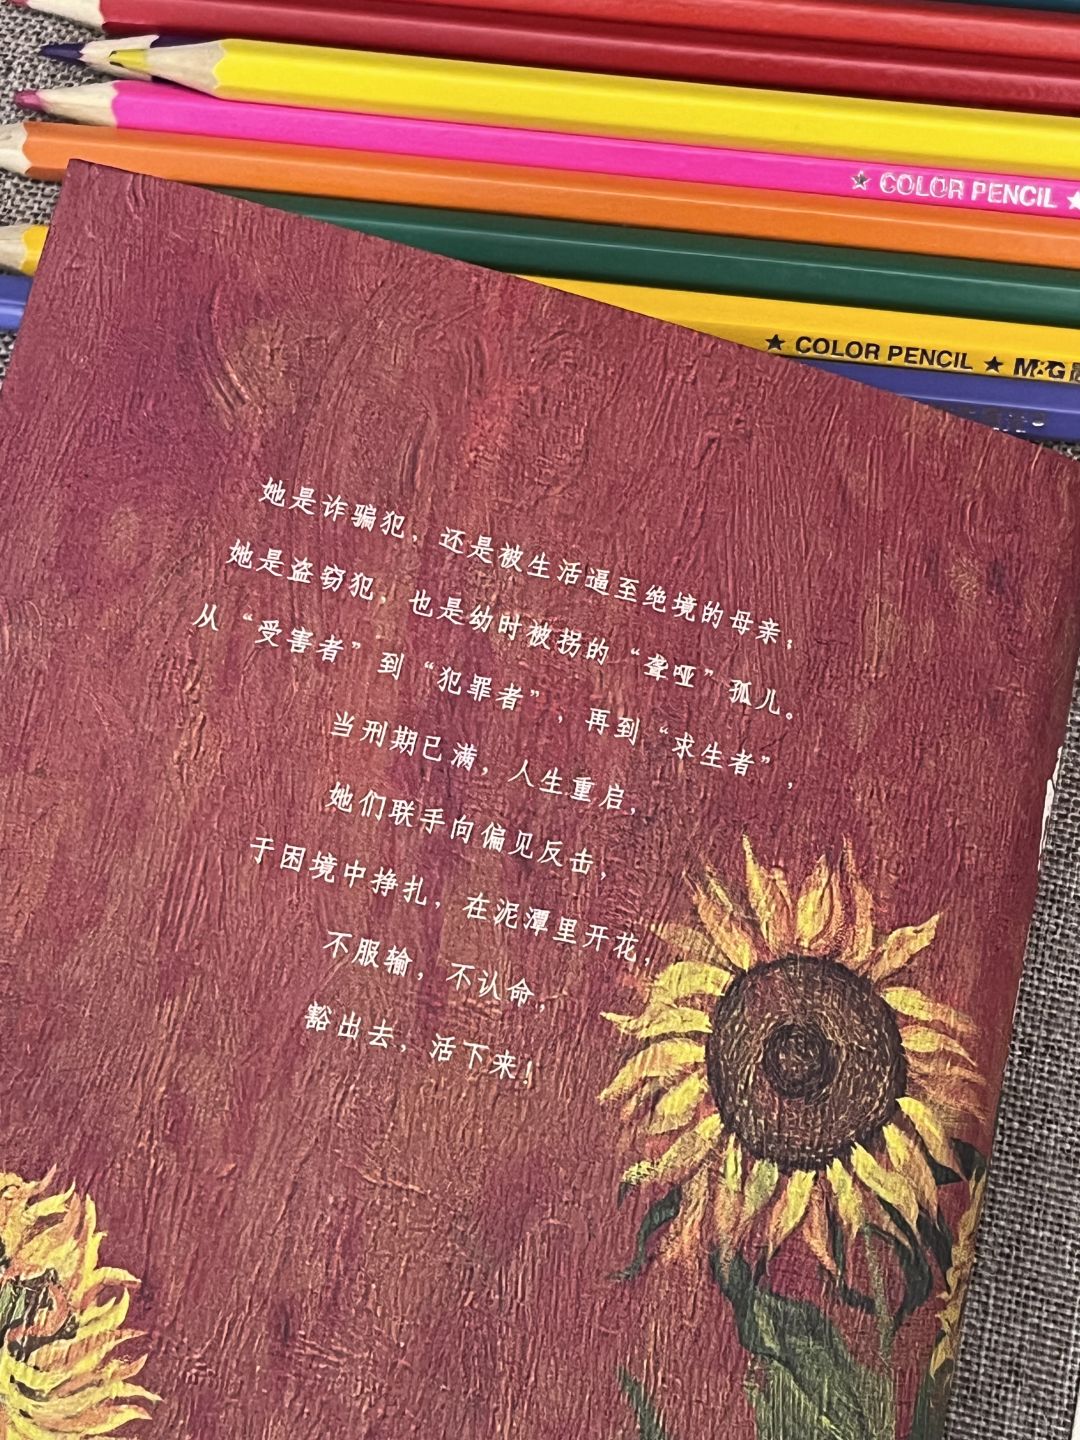 ★ COLOR PENCIL ★
★ COLOR PENCIL ★ M&G
她是诈骗犯，还是被生活逼至绝境的母亲；
她是盗窃犯，也是幼时被拐的“聋哑”孤儿。
从“受害者”到“犯罪者”，再到“求生者”，
当刑期已满，人生重启，
她们联手向偏见反击，
于困境中挣扎，在泥潭里开花，
不服输，不认命，
豁出去，活下来！